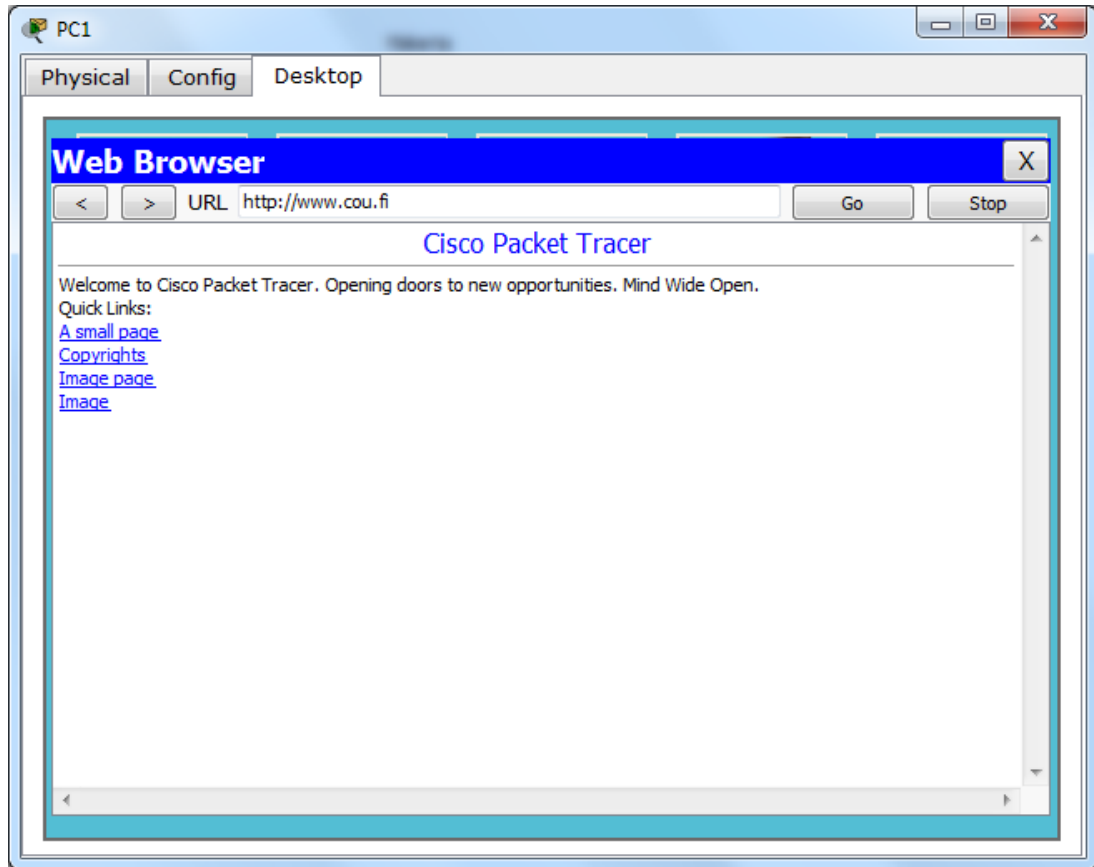 PC1
Physical Config Desktop
Web Browser X
< > URL http://www.cou.fi Go Stop
Cisco Packet Tracer
Welcome to Cisco Packet Tracer. Opening doors to new opportunities. Mind Wide Open.
Quick Links:
A small page
Copyrights
Image page
Image